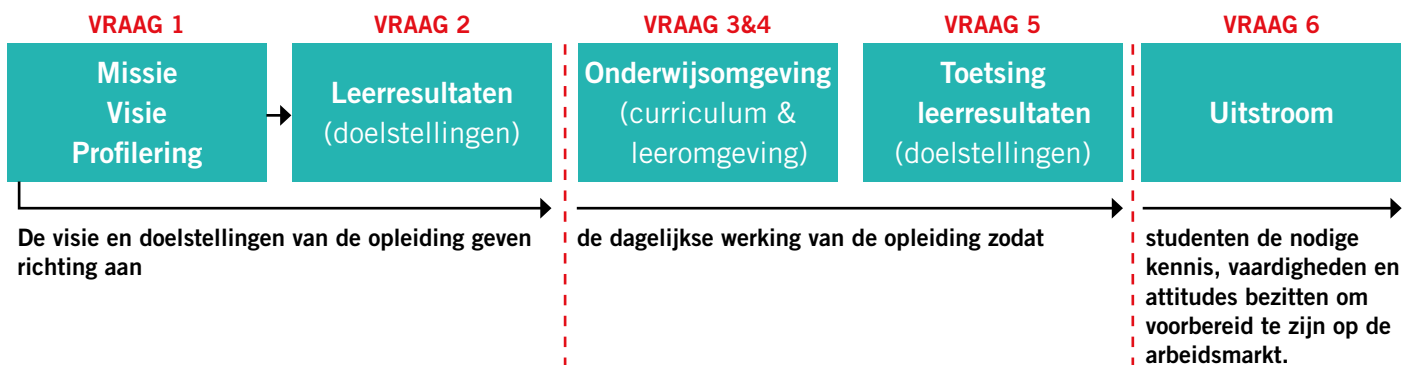 VRAAG 1
Missie
Visie
Profilering
VRAAG 2
Leerresultaten
(doelstellingen)
VRAAG 3&4
Onderwijsomgeving
(curriculum &
leeromgeving)
VRAAG 5
Toetsing
leerresultaten
(doelstellingen)
VRAAG 6
Uitstroom
De visie en doelstellingen van de opleiding geven
richting aan
de dagelijkse werking van de opleiding zodat
studenten de nodige
kennis, vaardigheden en
attitudes bezitten om
voorbereid te zijn op de
arbeidsmarkt.